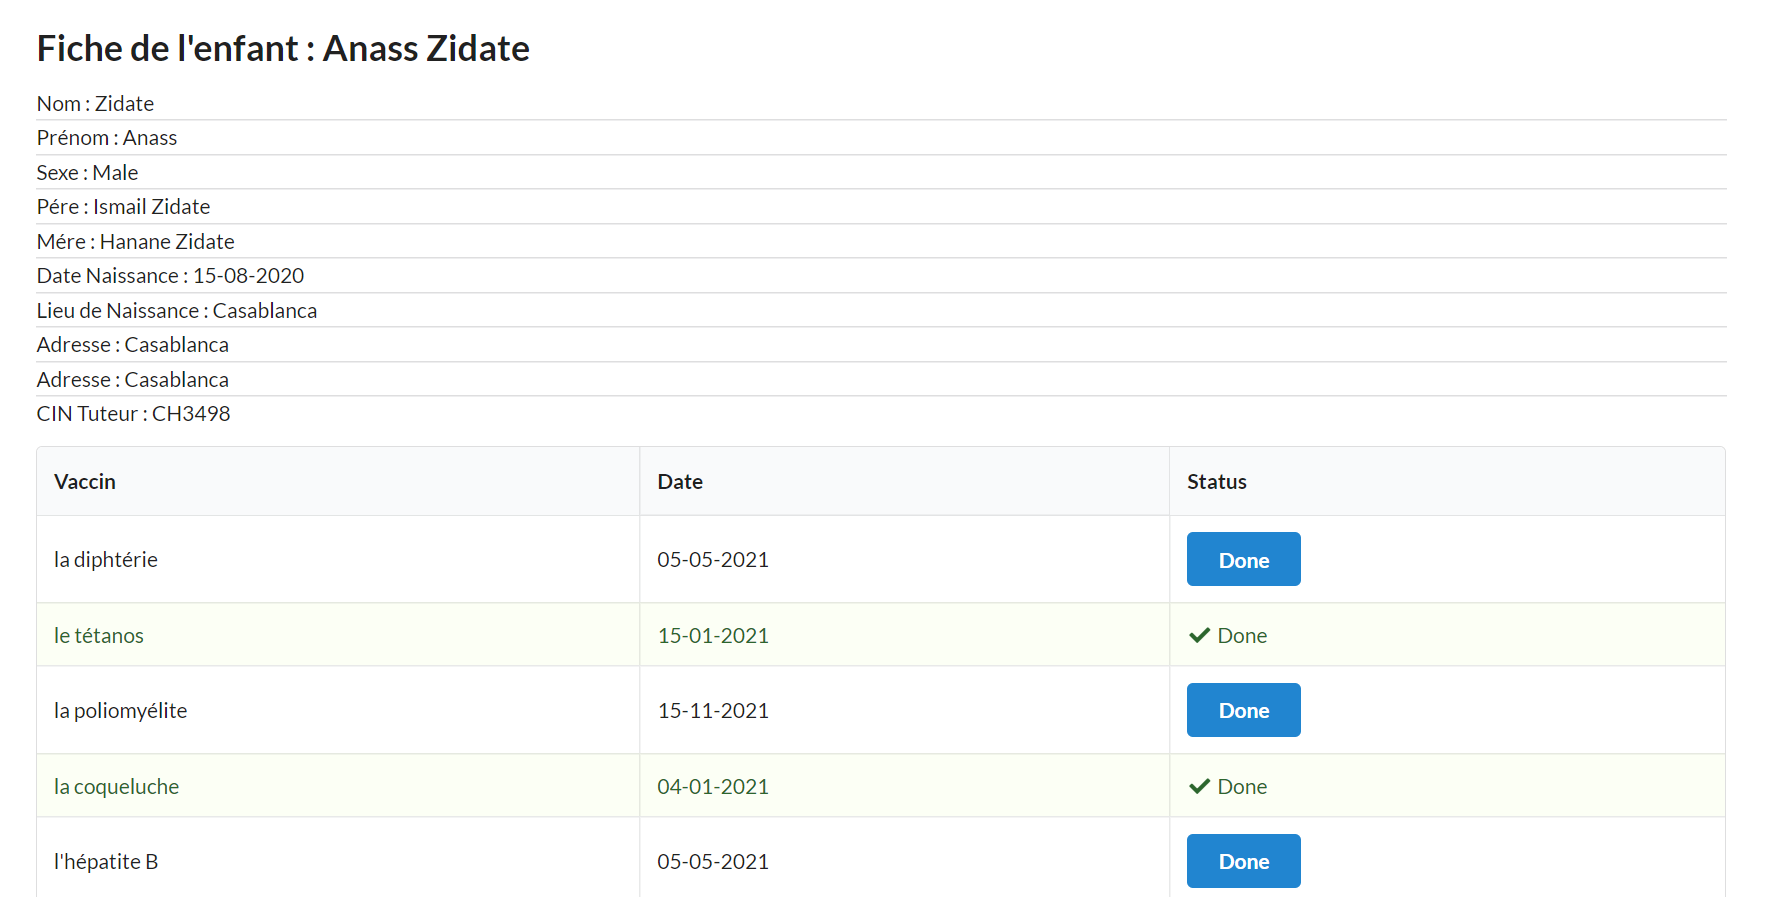 Fiche de l'enfant : Anass Zidate
Nom : Zidate
Prénom : Anass
Sexe : Male
Pére : Ismail Zidate
Mére : Hanane Zidate
Date Naissance : 15-08-2020
Lieu de Naissance : Casablanca
Adresse : Casablanca
Adresse : Casablanca
CIN Tuteur : CH3498
Vaccin Date Status
la diphtérie 05-05-2021 Done
le tétanos 15-01-2021 Done
la poliomyélite 15-11-2021 Done
la coqueluche 04-01-2021 Done
l'hépatite B 05-05-2021 Done